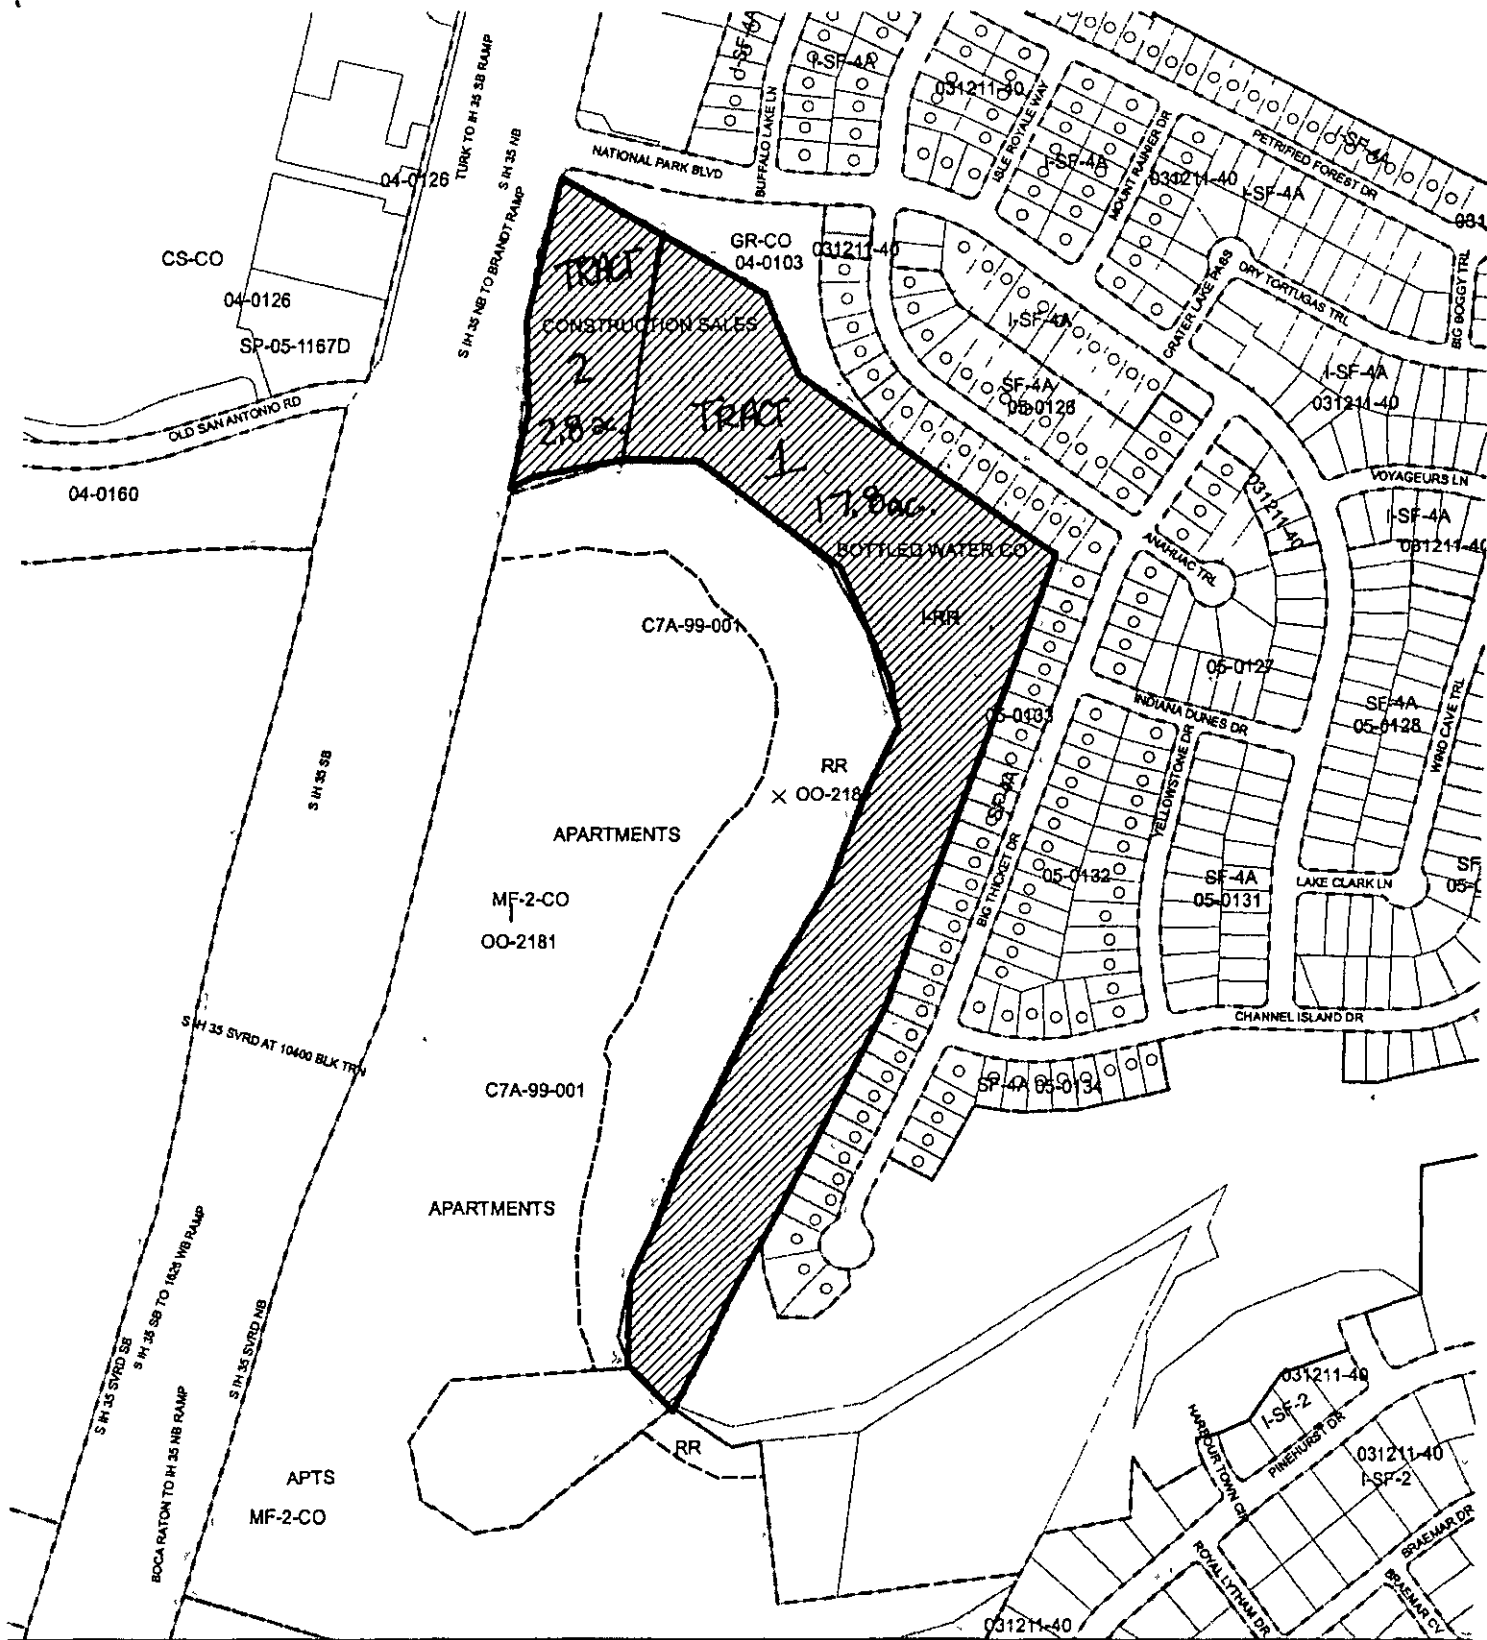 I-SF-4A
I-SF-4A
031211-40
TURK TO IH 35 SB RAMP
S IH 35 NB
BUFFALO LAKE LN
ISLE ROYALE WAY
MOUNT RAINIER DR
PETRIFIED FOREST DR
I-SF-4A
NATIONAL PARK BLVD
04-0126
I-SF-4A
031211-40
I-SF-4A
031
CS-CO
S IH 35 NB TO BRANDT RAMP
GR-CO
04-0103
031211-40
CRATER LAKE PASS
DRY TORTUGAS TRL
BIG BOGGY TRL
TRACT
2
2.8 ac.
04-0126
SP-05-1167D
CONSTRUCTION SALES
I-SF-4A
I-SF-4A
031211-40
SF-4A
05-0126
TRACT
1
17.8 ac.
OLD SAN ANTONIO RD
04-0160
VOYAGEURS LN
I-SF-4A
031211-40
031211-40
BOTTLED WATER CO
ANAHUAC TRL
I-RR
C7A-99-001
05-0127
05-0133
INDIANA DUNES DR
SF-4A
05-0128
WIND CAVE TRL
YELLOWSTONE DR
S IH 35 SB
RR
OO-218
SF-4A
APARTMENTS
BIG THICKET DR
05-0132
SF-4A
05-0131
LAKE CLARK LN
SF
05-0
MF-2-CO
OO-2181
CHANNEL ISLAND DR
S IH 35 SVRD AT 10400 BLK TRN
SF-4A 05-0134
C7A-99-001
APARTMENTS
S IH 35 SB TO 1626 WB RAMP
S IH 35 SVRD SB
S IH 35 SVRD NB
BOCA RATON TO IH 35 NB RAMP
031211-40
I-SF-2
HARBOUR TOWN CIR
PINEHURST DR
RR
031211-40
I-SF-2
APTS
MF-2-CO
BRAEMAR DR
ROYAL LYTHAM DR
BRAEMAR CV
031211-40